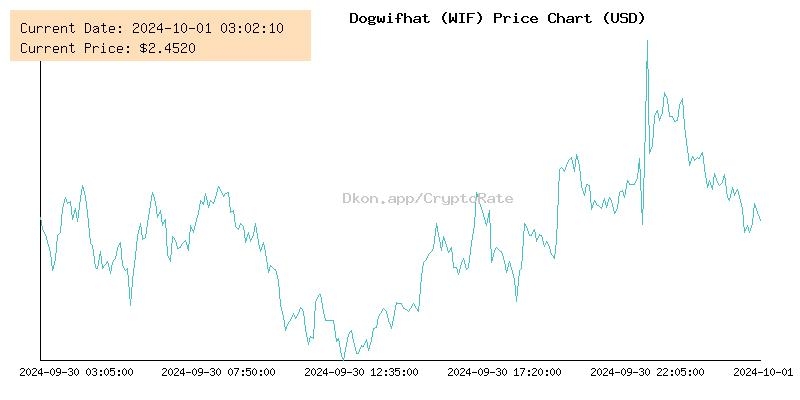 Dogwifhat (WIF) Price Chart (USD)
Current Date: 2024-10-01 03:02:10
Current Price: $2.4520
Dkon.app/CryptoRate
2024-09-30 03:05:00 2024-09-30 07:50:00 2024-09-30 12:35:00 2024-09-30 17:20:00 2024-09-30 22:05:00 2024-10-01